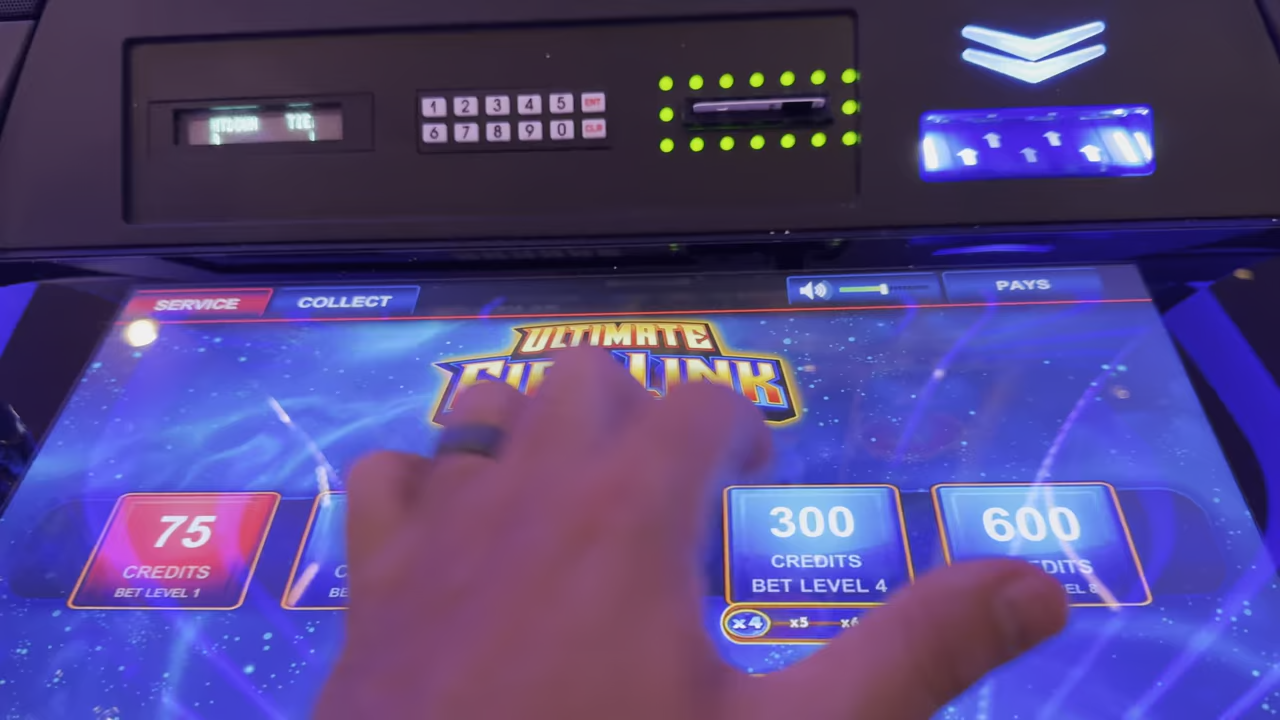 1 2 3 4 5 ENT
6 7 8 9 0 CLR
SERVICE COLLECT PAYS
ULTIMATE
LINK
75
CREDITS
BET LEVEL 1
300
CREDITS
BET LEVEL 4
x4 x5
600